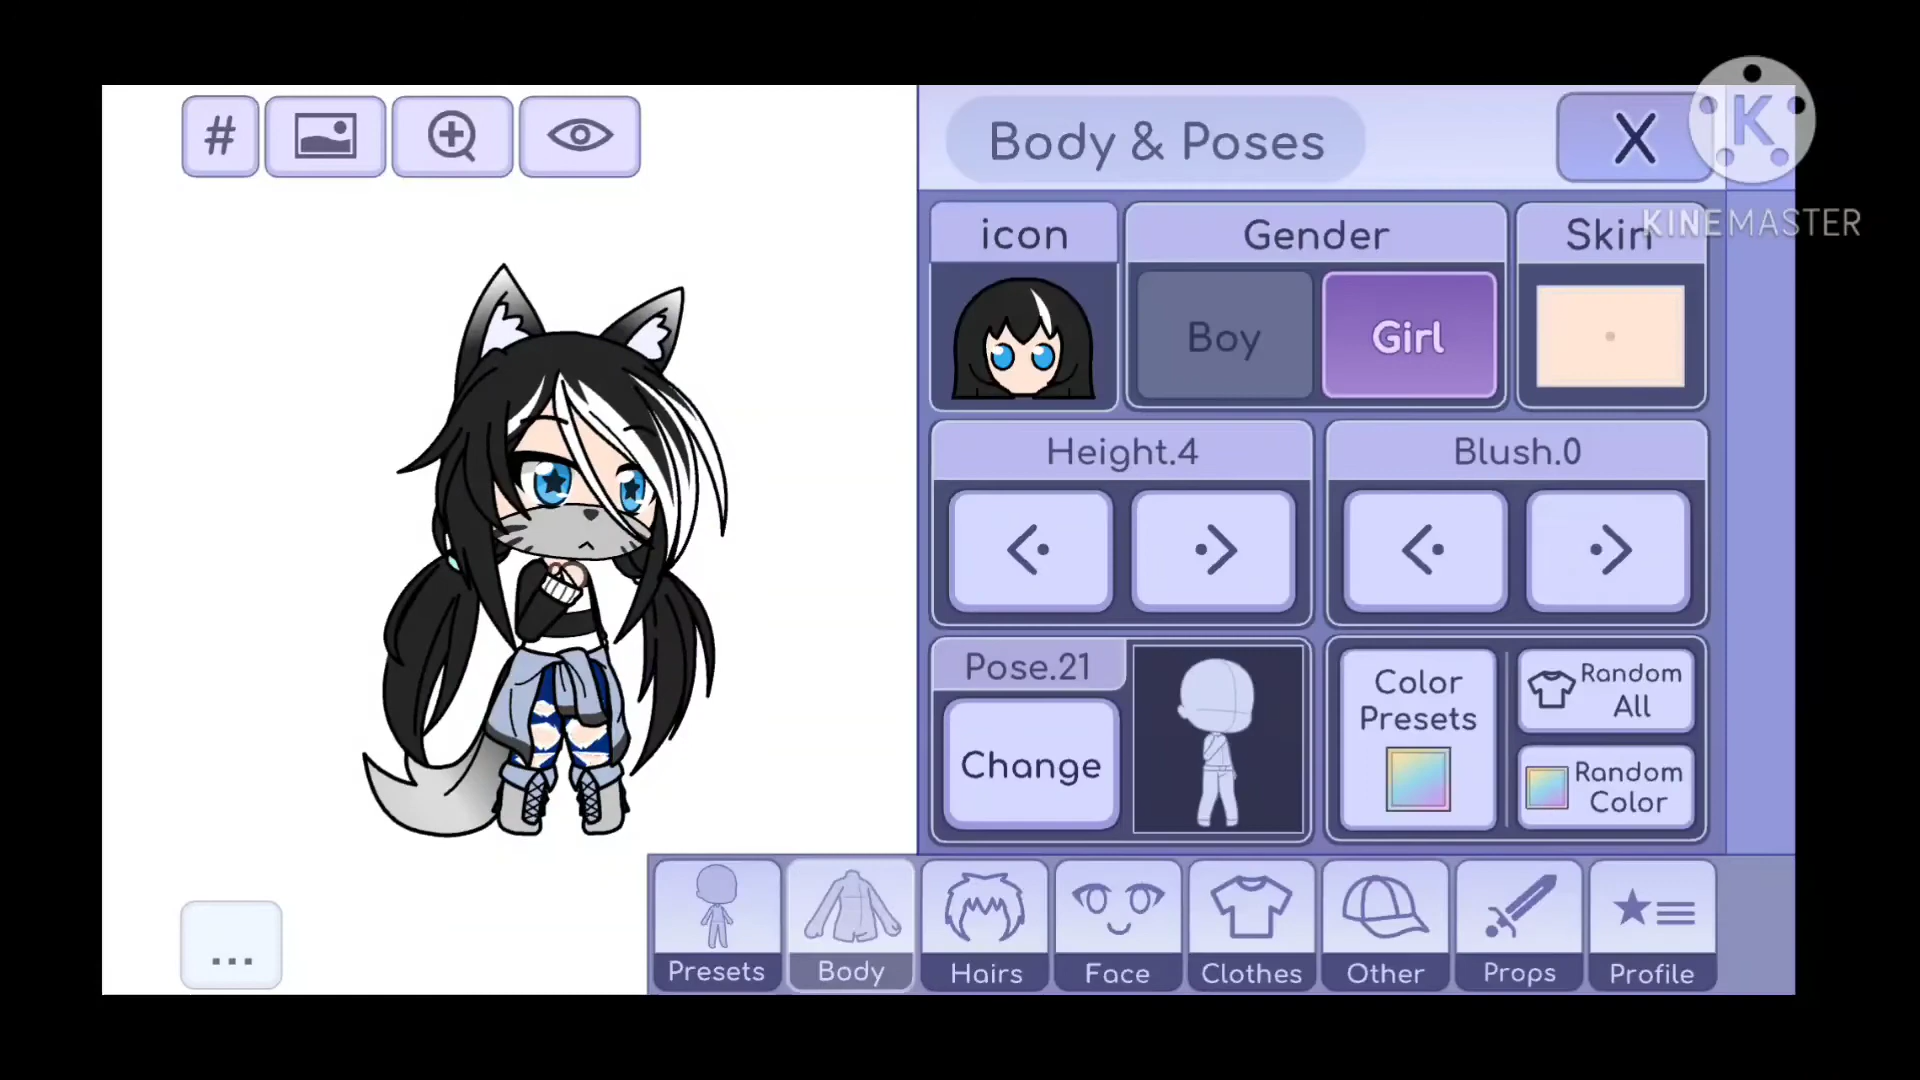 #
Body & Poses
X
K
KINEMASTER
icon
Gender
Skin
Boy
Girl
Height.4
Blush.0
Pose.21
Change
Color
Presets
Random
All
Random
Color
...
Presets
Body
Hairs
Face
Clothes
Other
Props
Profile